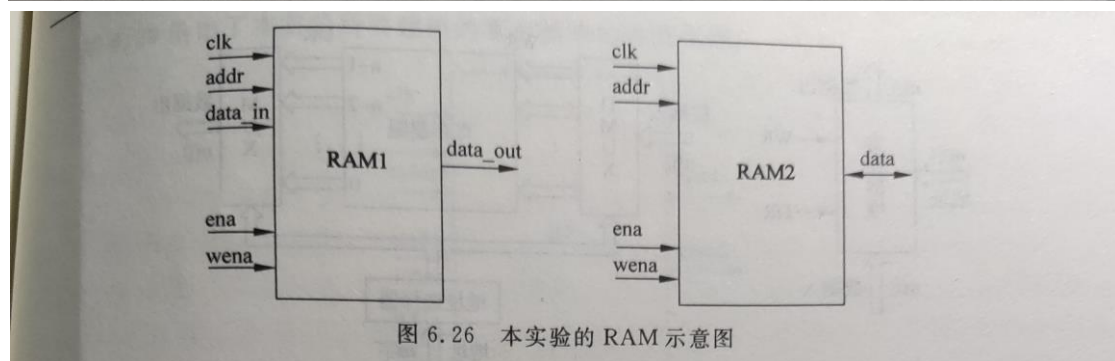 clk
addr
data_in
RAM1
data_out
ena
wena
clk
addr
RAM2
data
ena
wena
图 6.26 本实验的 RAM 示意图